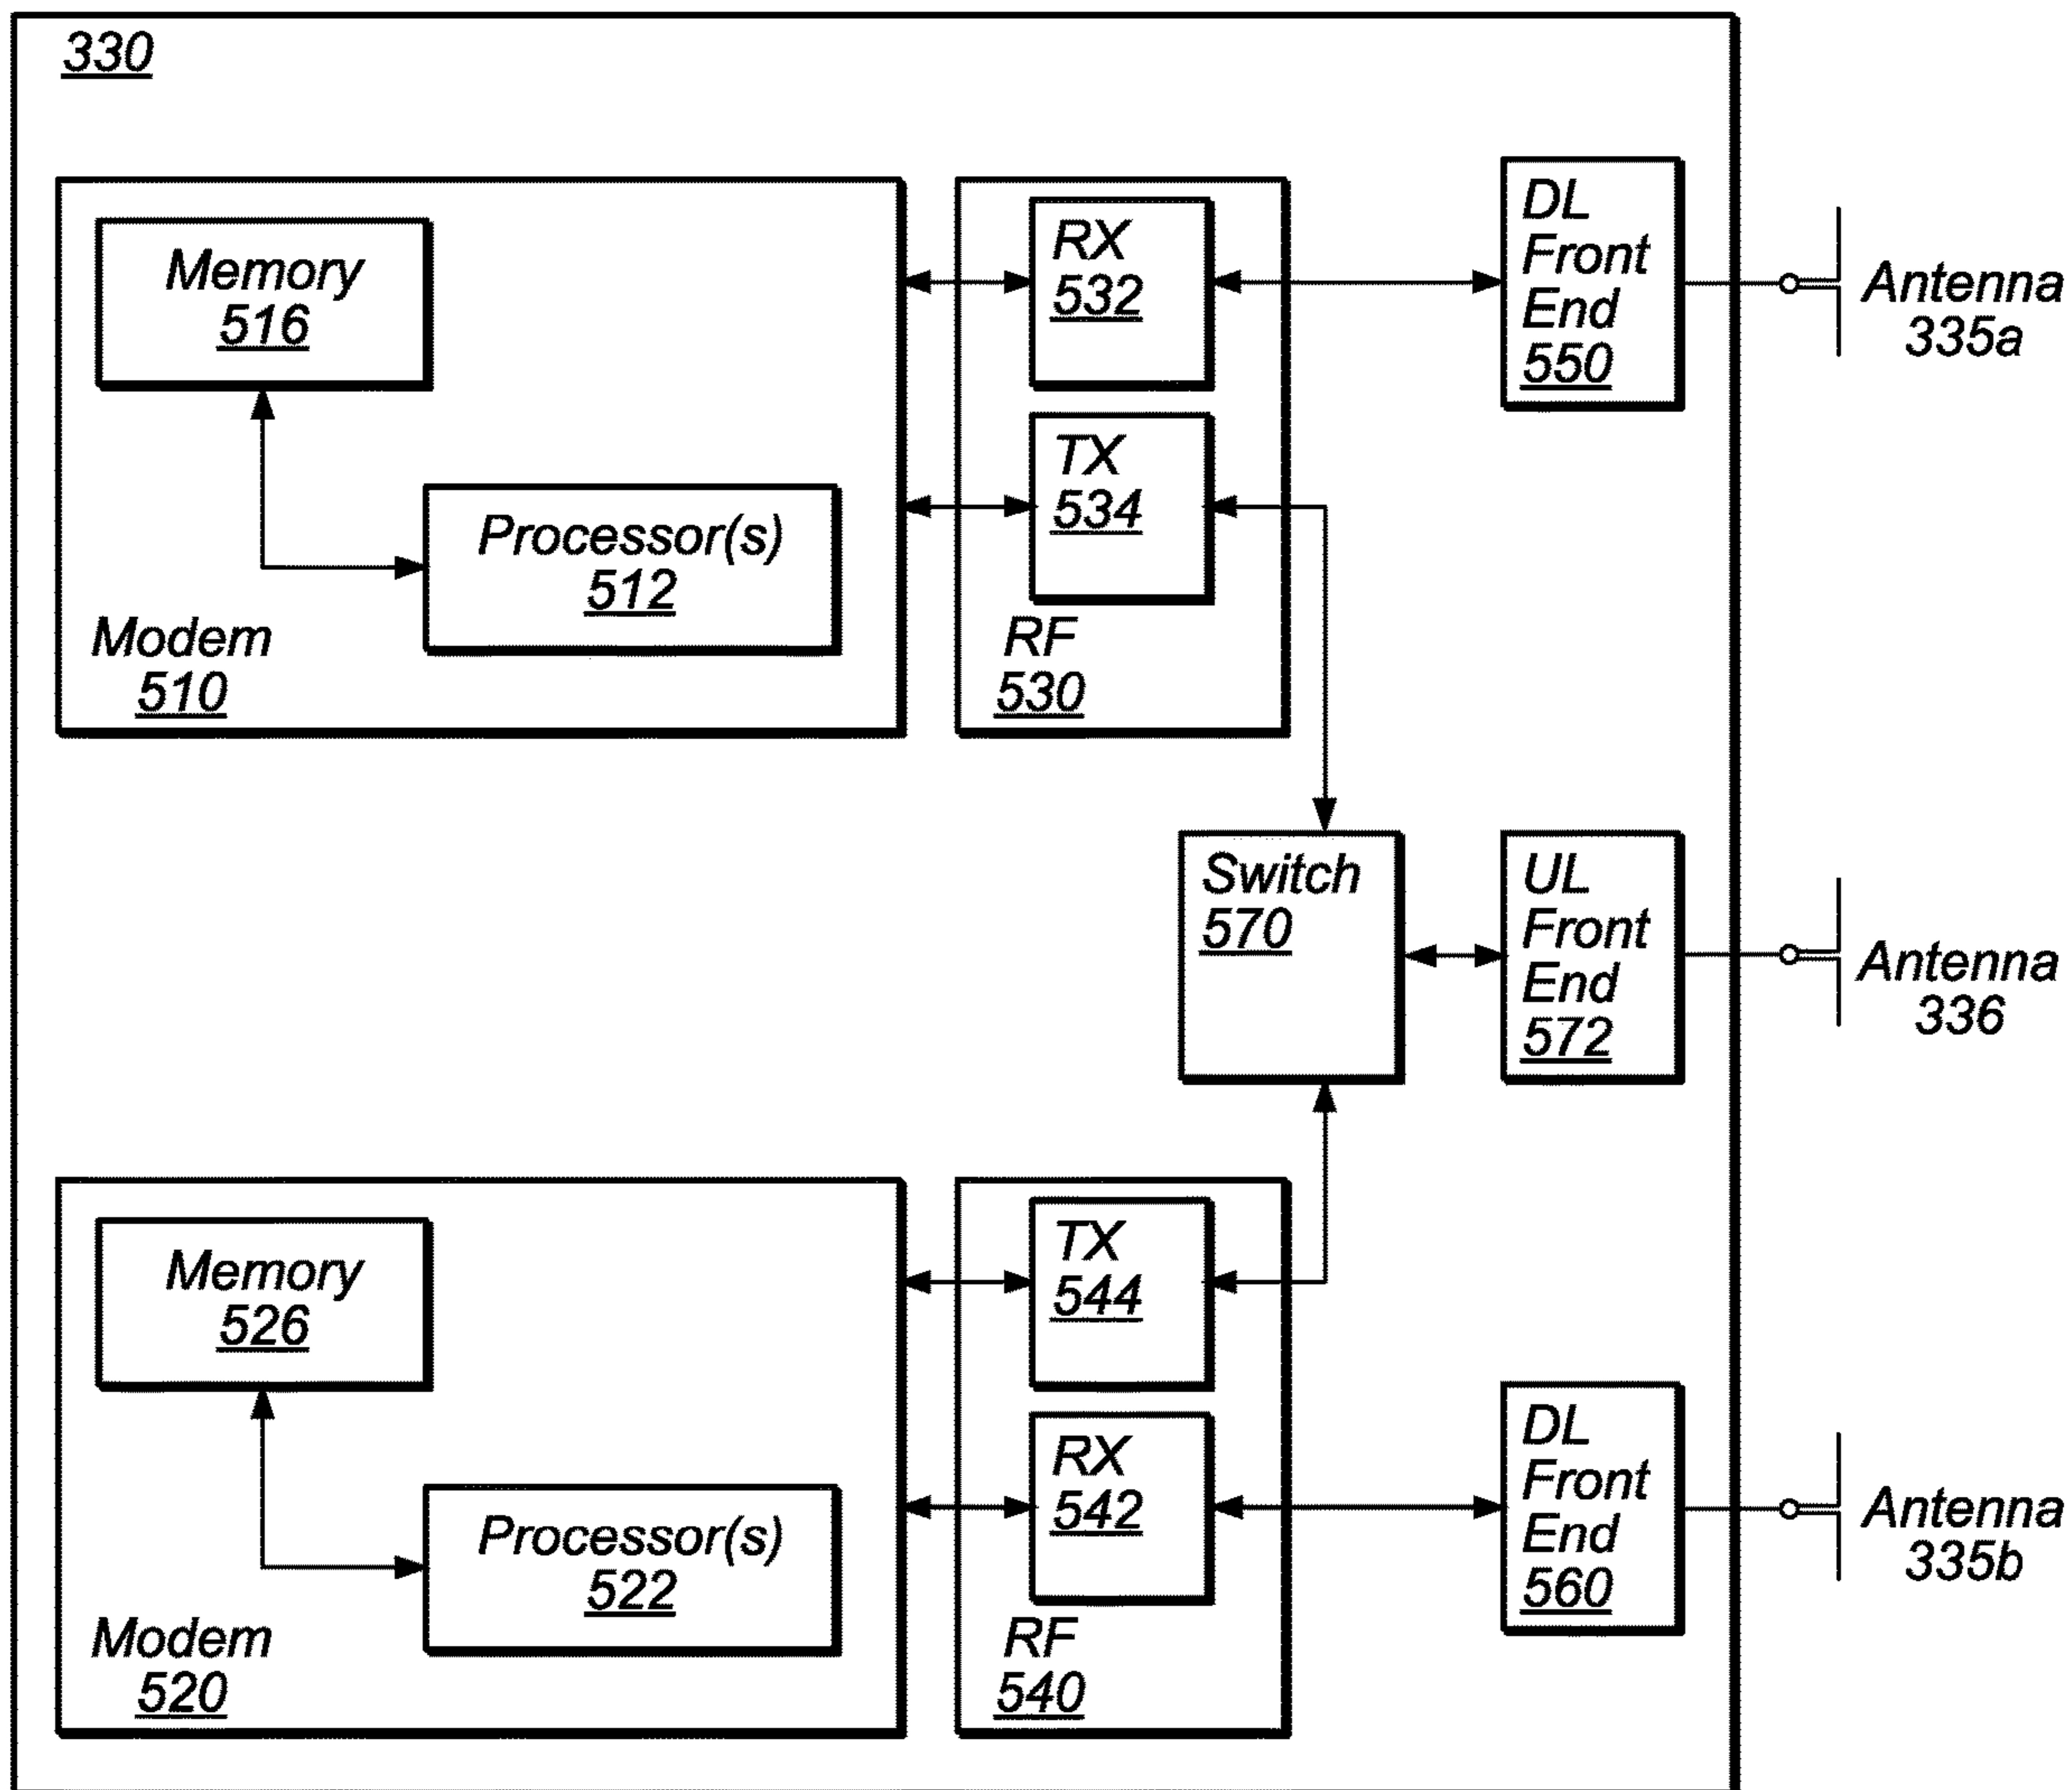 330
Memory
516
Processor(s)
512
Modem
510
RX
532
TX
534
RF
530
DL
Front
End
550
Antenna
335a
Switch
570
UL
Front
End
572
Antenna
336
Memory
526
Processor(s)
522
Modem
520
TX
544
RX
542
RF
540
DL
Front
End
560
Antenna
335b